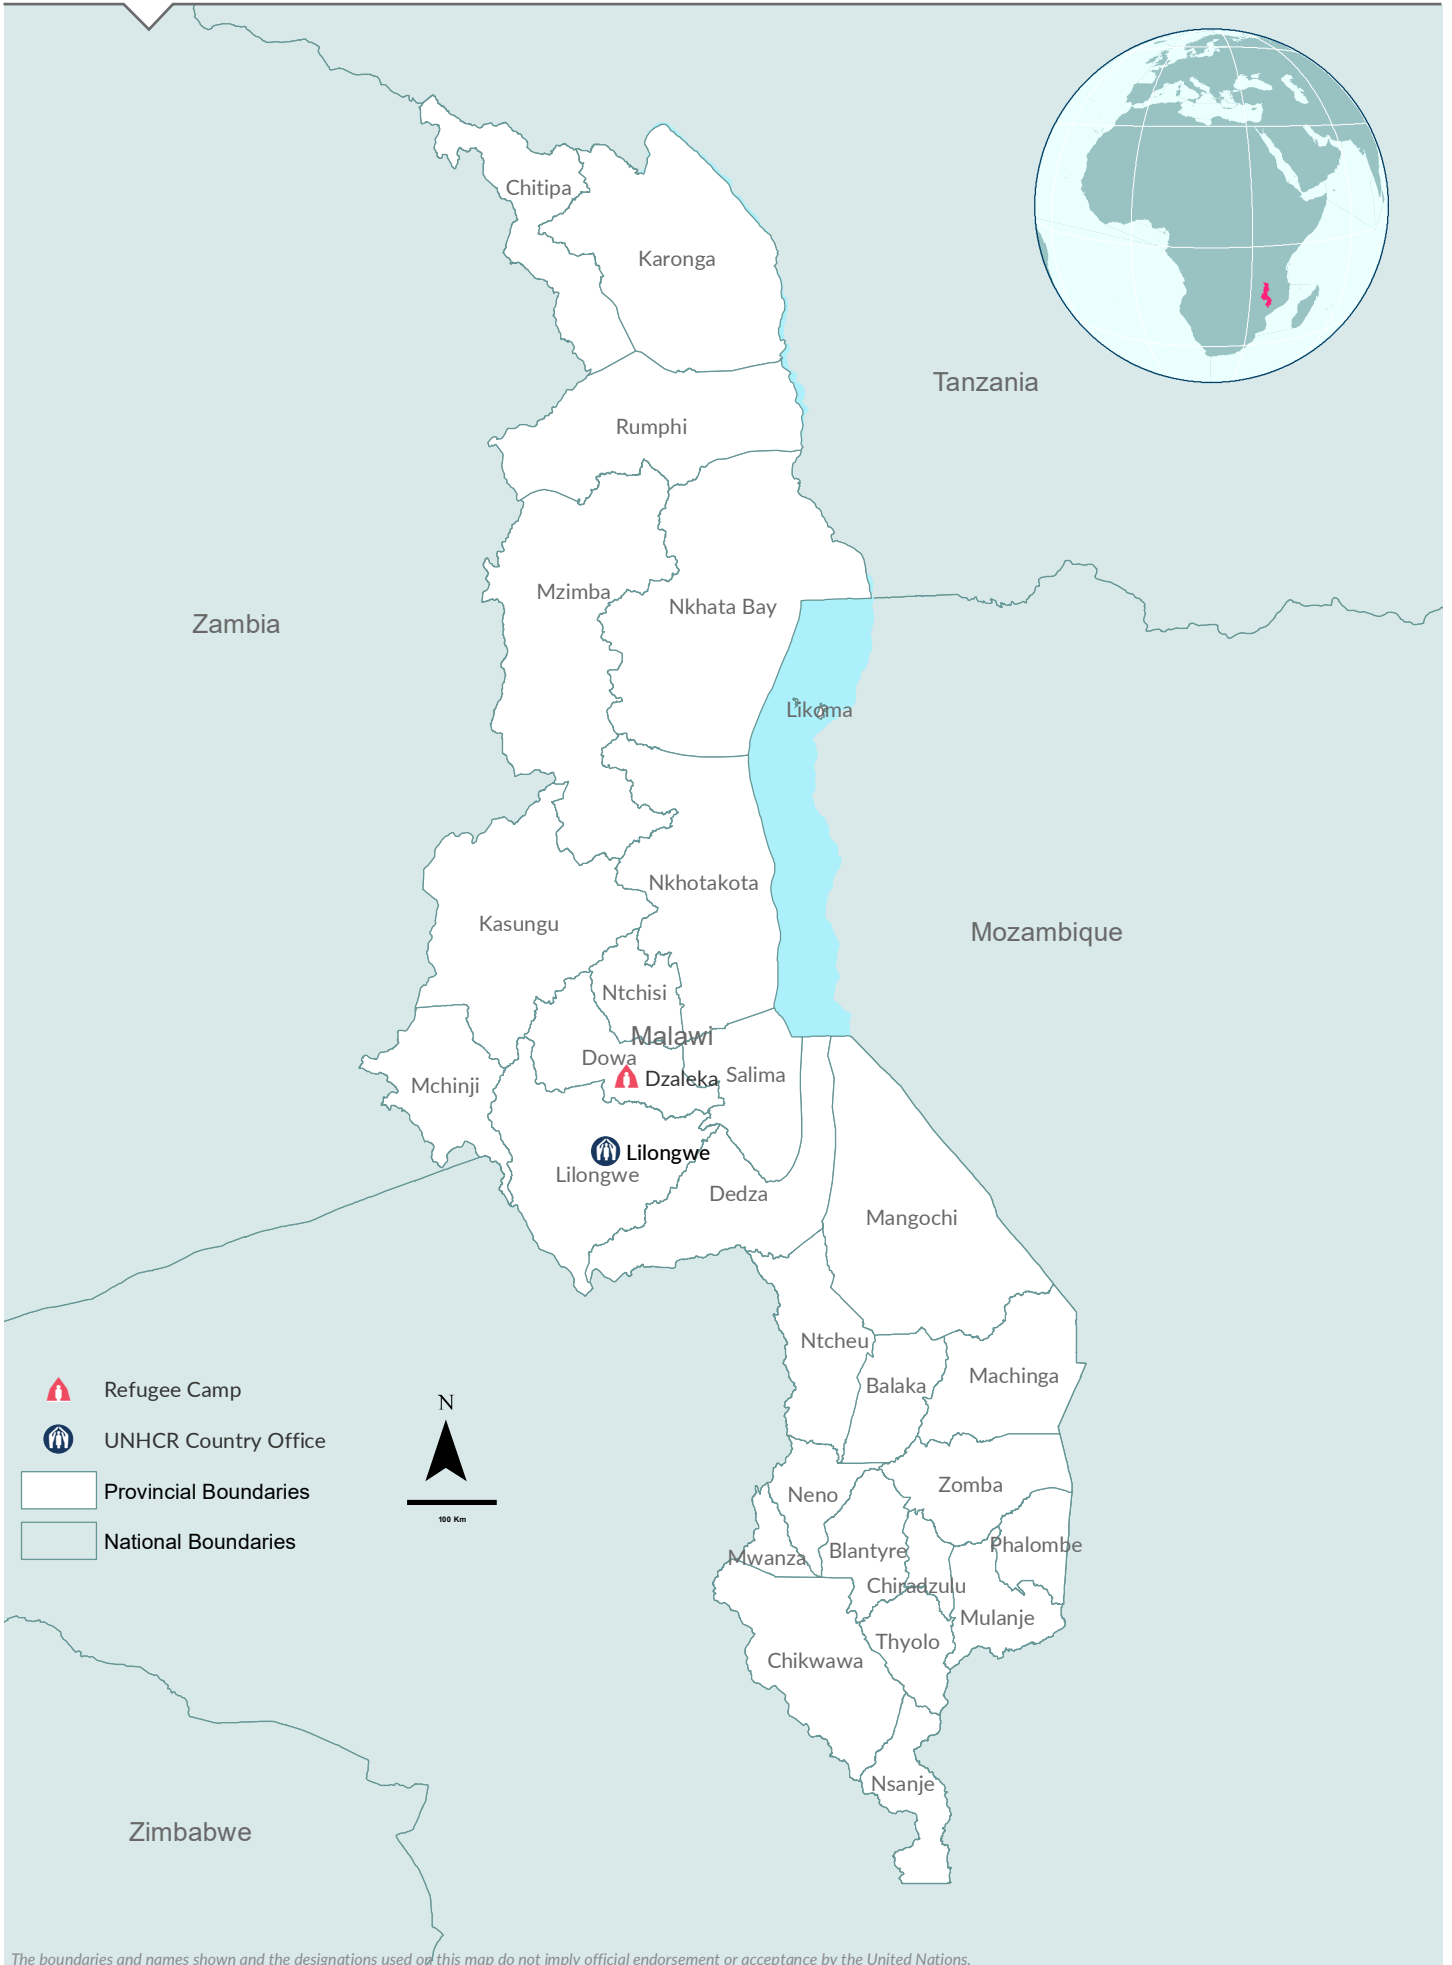 Chitipa
Karonga
Tanzania
Rumphi
Mzimba
Nkhata Bay
Zambia
Likoma
Nkhotakota
Kasungu
Mozambique
Ntchisi
Malawi
Dowa
Salima
Dzaleka
Mchinji
Lilongwe
Lilongwe
Dedza
Mangochi
Ntcheu
Machinga
Balaka
Refugee Camp
N
UNHCR Country Office
Zomba
Provincial Boundaries
Neno
100 Km
National Boundaries
Phalombe
Blantyre
Mwanza
Chiradzulu
Mulanje
Thyolo
Chikwawa
Nsanje
Zimbabwe
The boundaries and names shown and the designations used on this map do not imply official endorsement or acceptance by the United Nations.